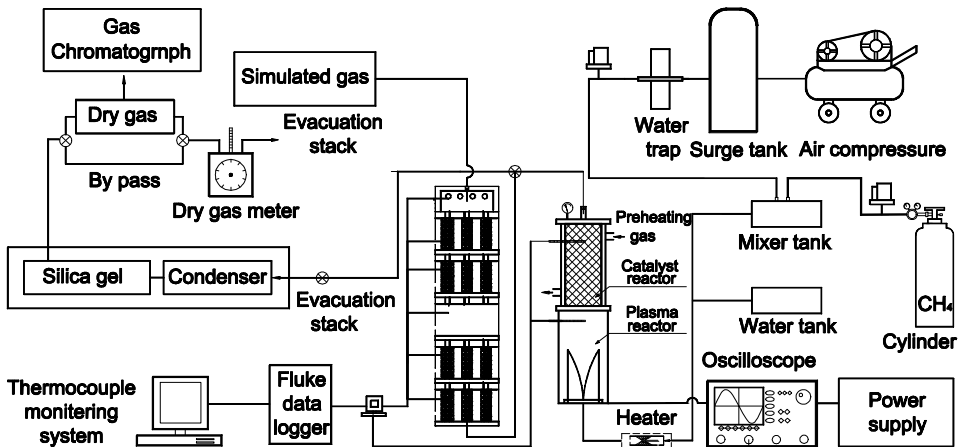 Gas
Chromatogrnph
Simulated gas
Dry gas
Evacuation
stack
By pass
Dry gas meter
Water
trap
Surge tank
Air compressure
Silica gel
Condenser
Evacuation
stack
Preheating
gas
Catalyst
reactor
Plasma
reactor
Mixer tank
Water tank
CH4
Cylinder
Thermocouple
monitering
system
Fluke
data
logger
Heater
Oscilloscope
Power
supply